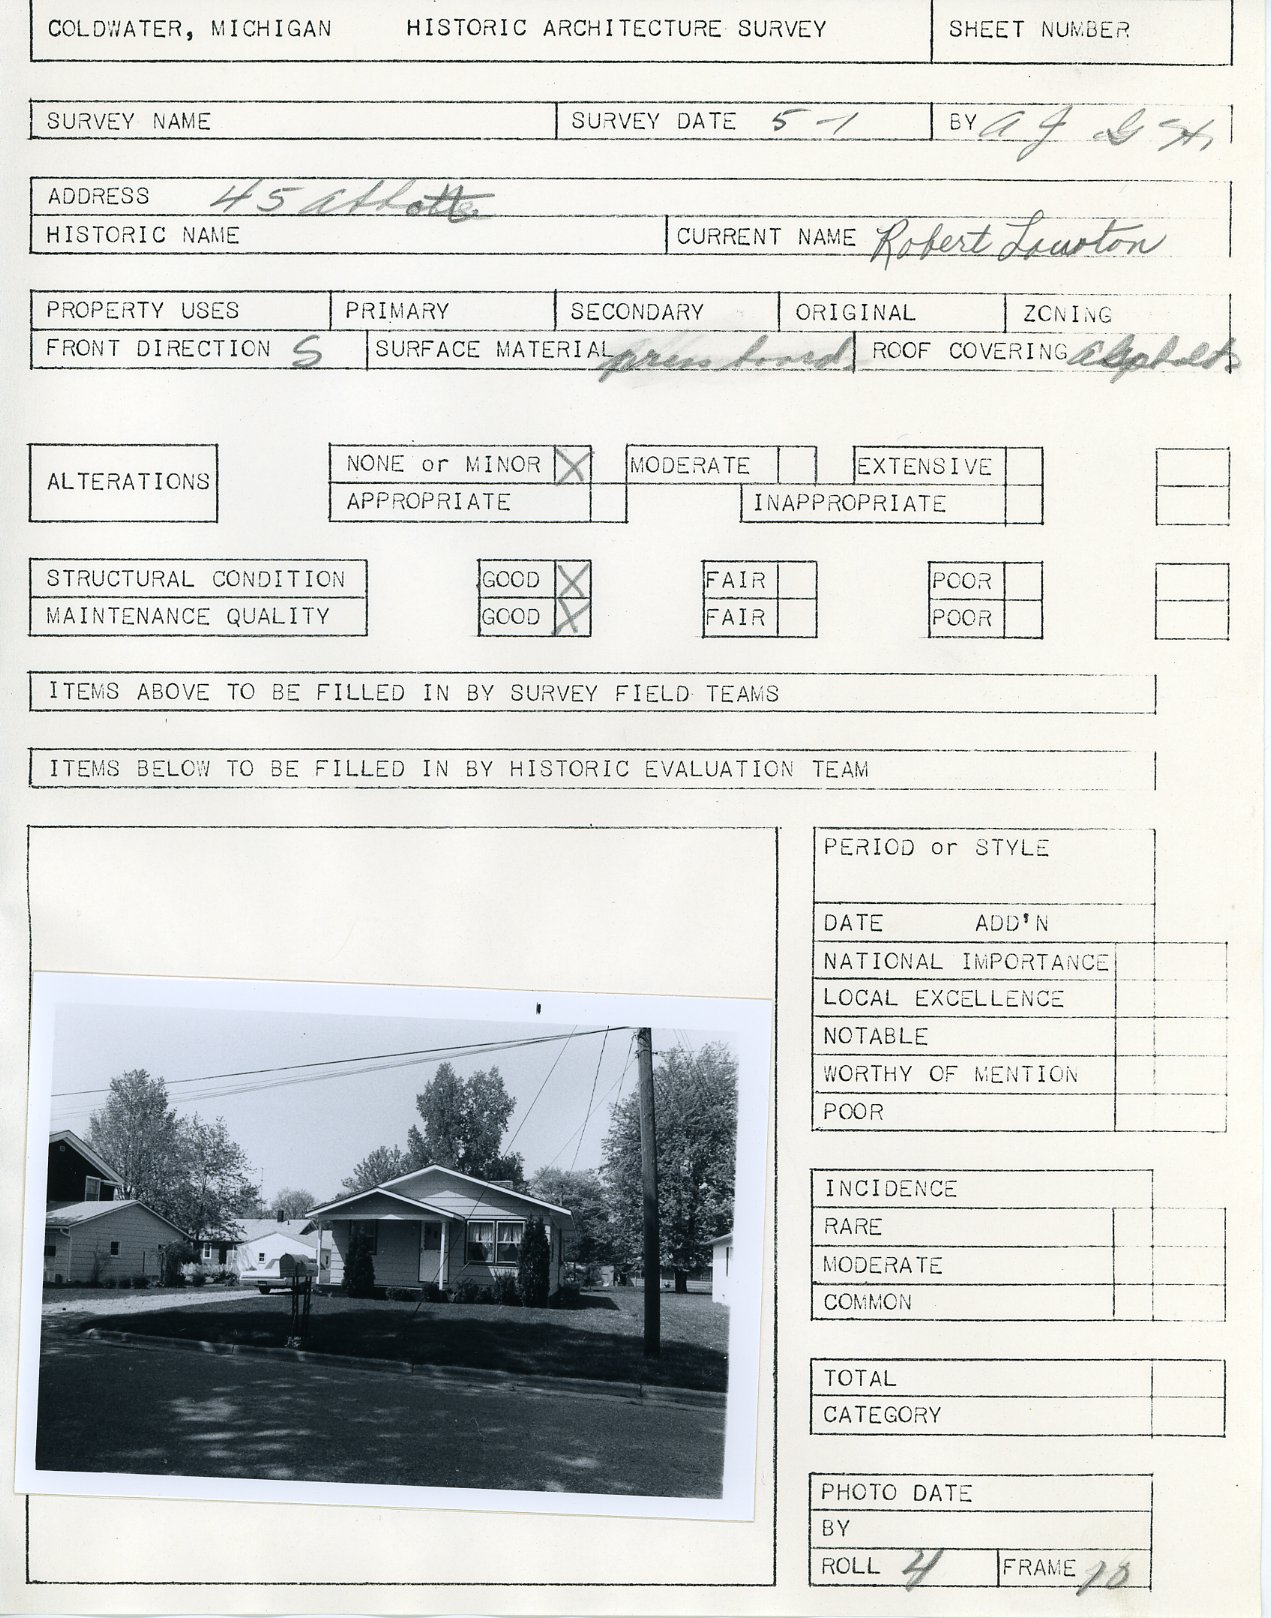 COLDWATER, MICHIGAN HISTORIC ARCHITECTURE SURVEY SHEET NUMBER
SURVEY NAME SURVEY DATE 5-1 BY A J G H
ADDRESS 45 Abbott
HISTORIC NAME CURRENT NAME Robert Lawton
PROPERTY USES PRIMARY SECONDARY ORIGINAL ZONING
FRONT DIRECTION S SURFACE MATERIAL press board ROOF COVERING Asphalt
NONE or MINOR X MODERATE EXTENSIVE
ALTERATIONS
APPROPRIATE INAPPROPRIATE
STRUCTURAL CONDITION GOOD X FAIR POOR
MAINTENANCE QUALITY GOOD X FAIR POOR
ITEMS ABOVE TO BE FILLED IN BY SURVEY FIELD TEAMS
ITEMS BELOW TO BE FILLED IN BY HISTORIC EVALUATION TEAM
PERIOD or STYLE
DATE ADD'N
NATIONAL IMPORTANCE
LOCAL EXCELLENCE
NOTABLE
WORTHY OF MENTION
POOR
INCIDENCE
RARE
MODERATE
COMMON
TOTAL
CATEGORY
PHOTO DATE
BY
ROLL 4 FRAME 18